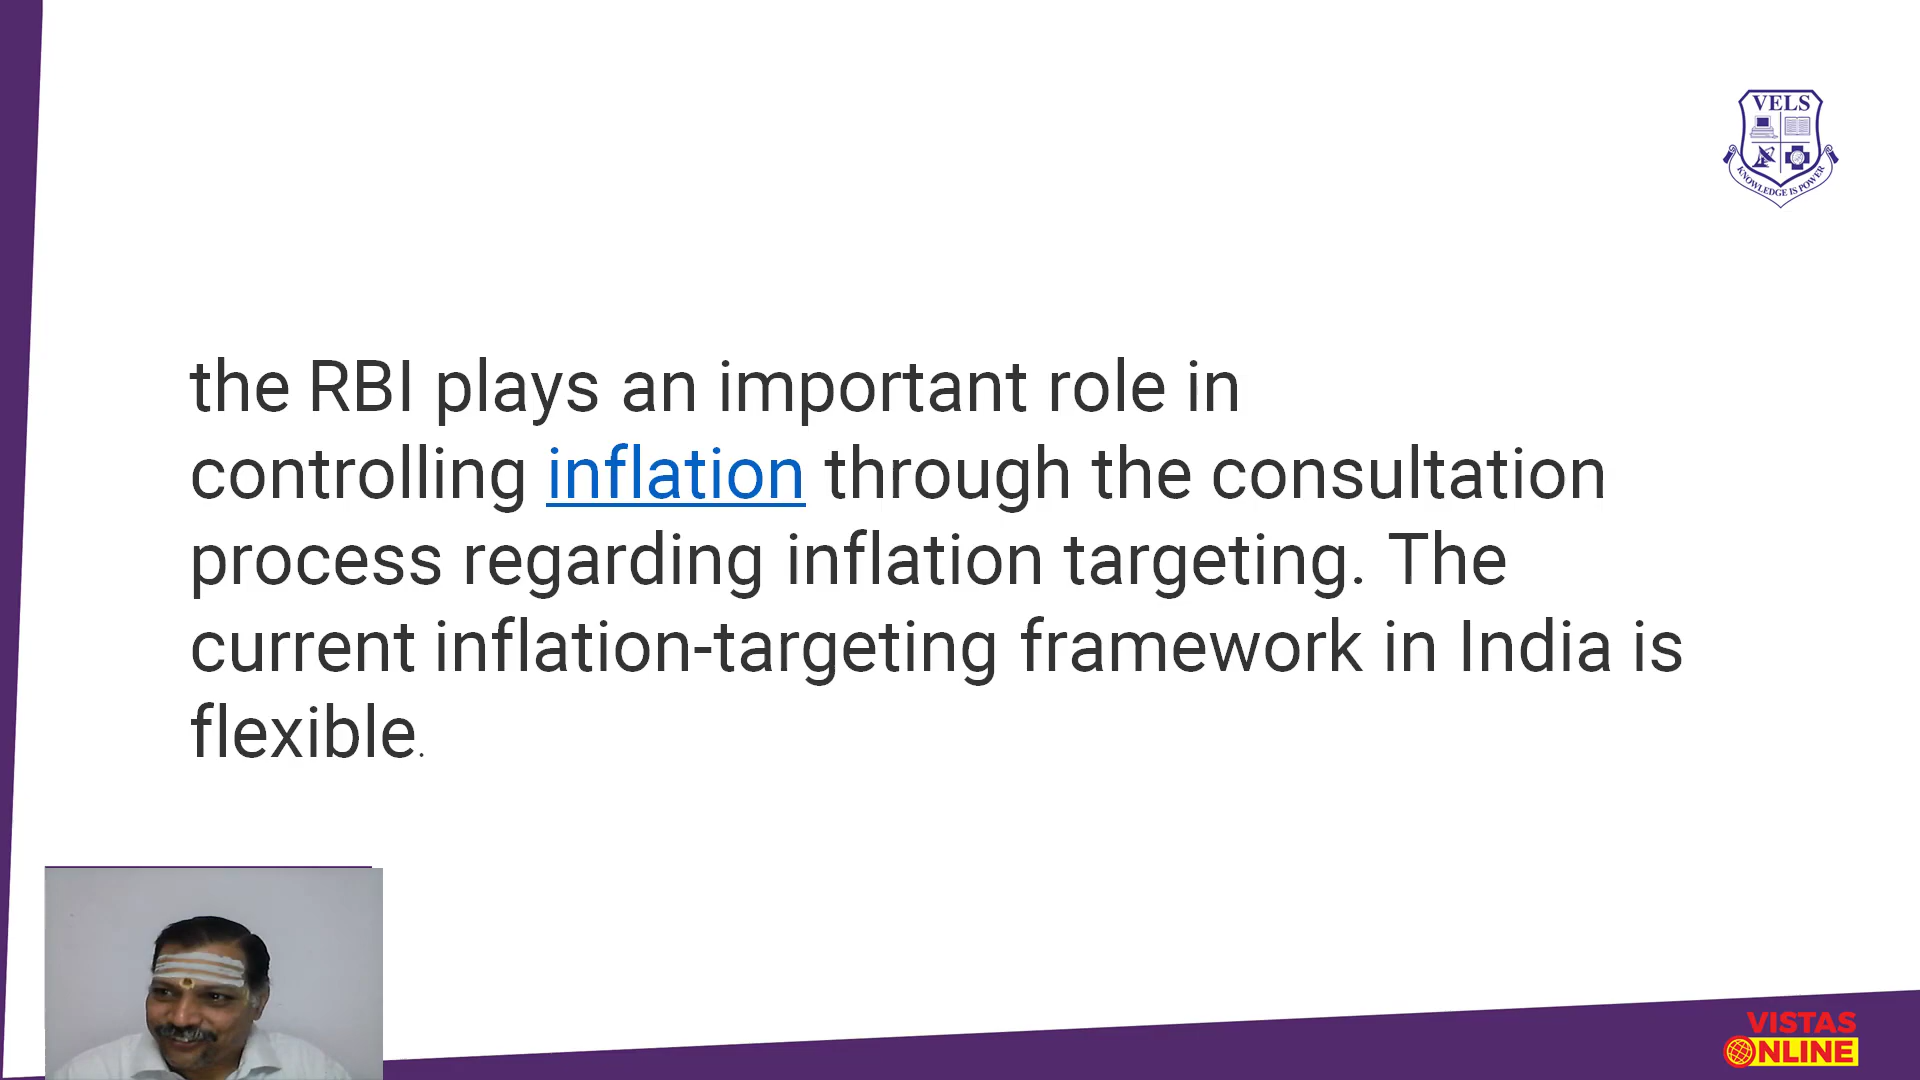 VELS
KNOWLEDGE IS POWER
the RBI plays an important role in
controlling inflation through the consultation
process regarding inflation targeting. The
current inflation-targeting framework in India is
flexible.
VISTAS
ONLINE